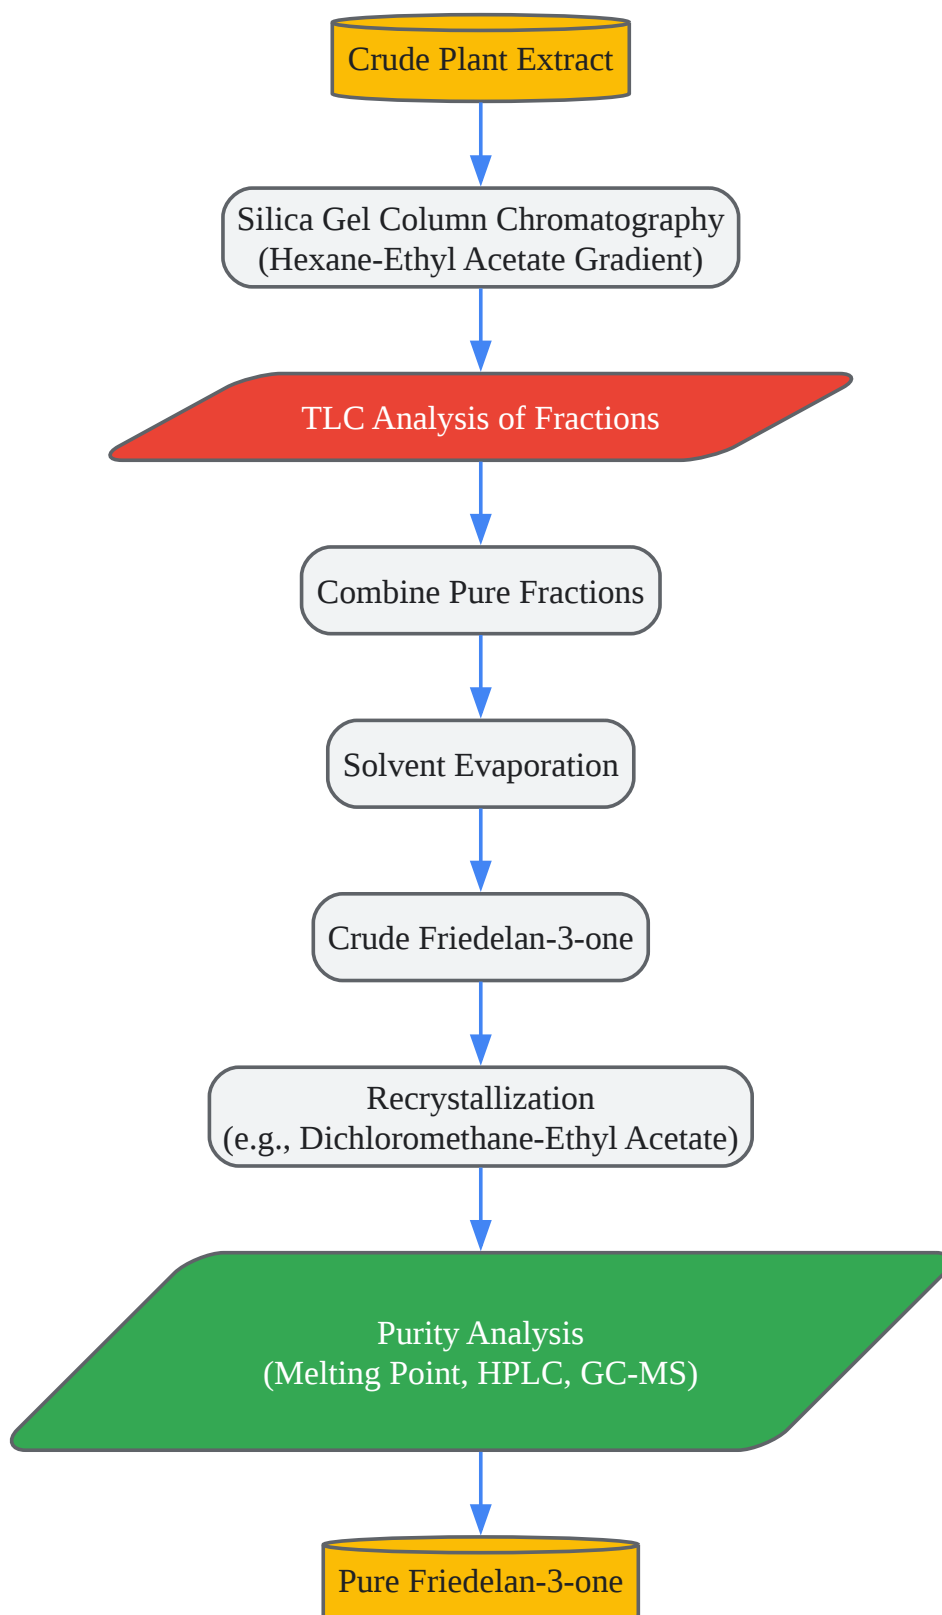 Crude Plant Extract
Silica Gel Column Chromatography
(Hexane-Ethyl Acetate Gradient)
TLC Analysis of Fractions
Combine Pure Fractions
Solvent Evaporation
Crude Friedelan-3-one
Recrystallization
(e.g., Dichloromethane-Ethyl Acetate)
Purity Analysis
(Melting Point, HPLC, GC-MS)
Pure Friedelan-3-one